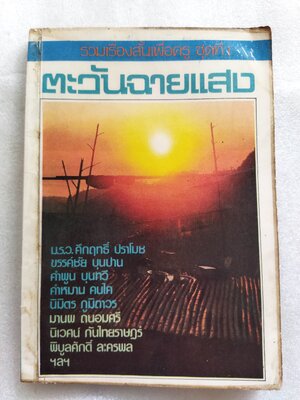 รวมเรื่องสั้นเพื่อครู ชุดที่ ๑
ตะวันฉายแสง
ม.ร.ว.คึกฤทธิ์ ปราโมช
ขรรค์ชัย บุนปาน
คำพูน บุญทวี
คำหมาน คนไค
นิมิตร ภูมิถาวร
มานพ ถนอมศรี
นิเวศน์ กันไทยราษฎร์
พิบูลศักดิ์ ละครพล
ฯลฯ